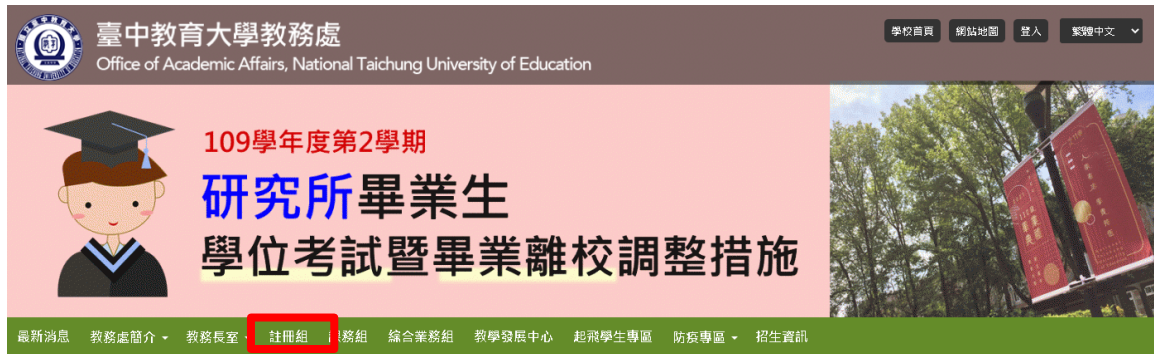 臺中教育大學教務處
Office of Academic Affairs, National Taichung University of Education
學校首頁 網站地圖 登入 繁體中文
109學年度第2學期
研究所畢業生
學位考試暨畢業離校調整措施
最新消息 教務處簡介 教務長室 註冊組 課務組 綜合業務組 教學發展中心 起飛學生專區 防疫專區 招生資訊